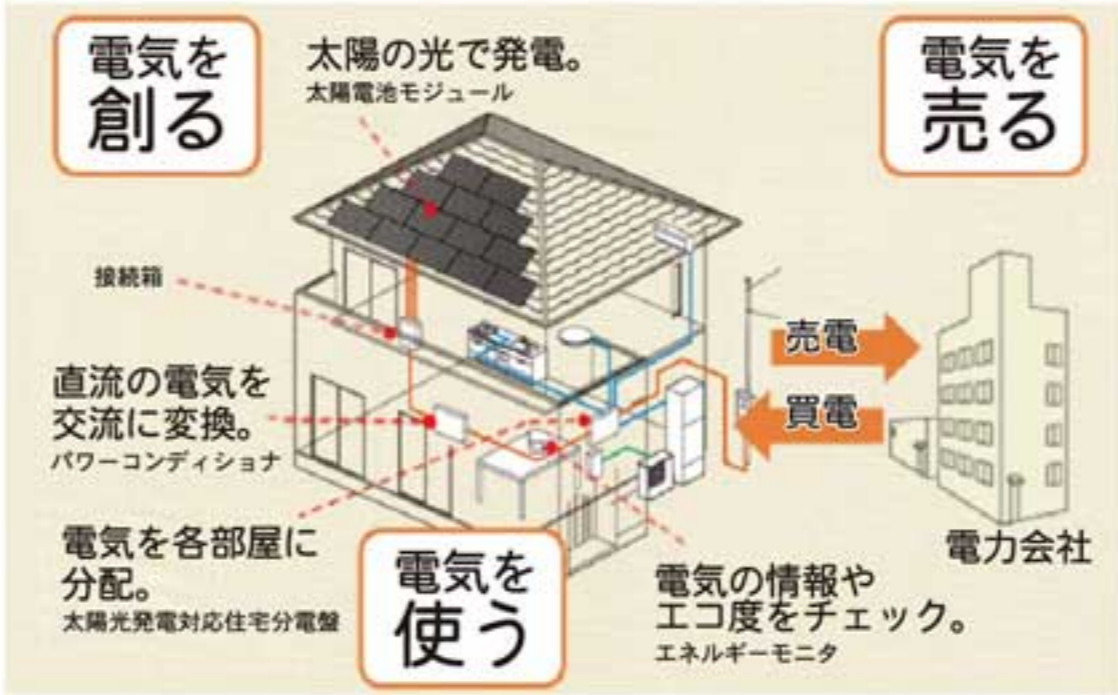 電気を
創る
太陽の光で発電。
太陽電池モジュール
電気を
売る
接続箱
売電
直流の電気を
交流に変換。
パワーコンディショナ
買電
電気を各部屋に
分配。
太陽光発電対応住宅分電盤
電気を
使う
電気の情報や
エコ度をチェック。
エネルギーモニタ
電力会社